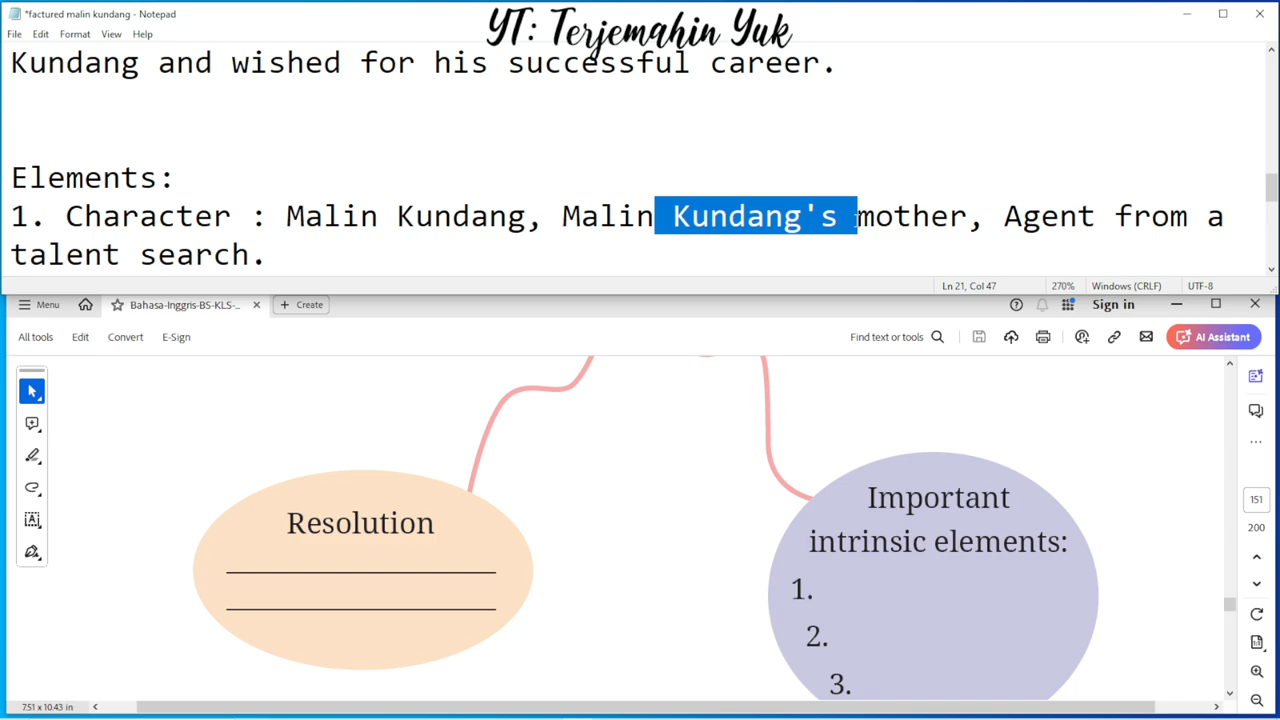 *factured malin kundang - Notepad
YT: Terjemahin Yuk
File Edit Format View Help
Kundang and wished for his successful career.
Elements:
1. Character : Malin Kundang, Malin Kundang's mother, Agent from a
talent search.
Ln 21, Col 47 270% Windows (CRLF) UTF-8
Menu Bahasa-Inggris-BS-KLS-... Create Sign in
All tools Edit Convert E-Sign Find text or tools AI Assistant
Resolution
Important
intrinsic elements:
1.
2.
3.
151
200
7.51 x 10.43 in